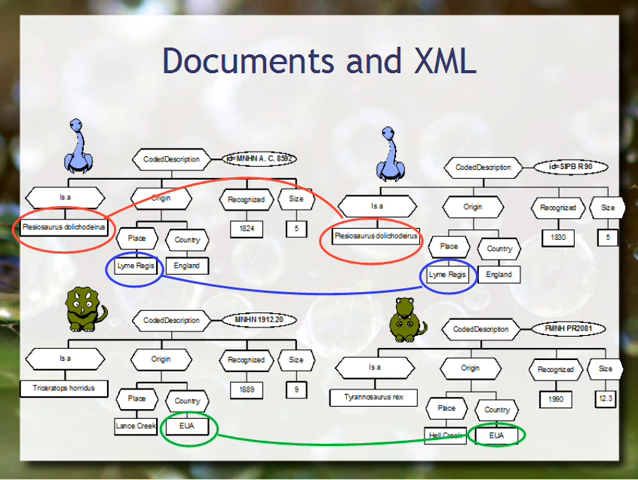 Documents and XML
CodedDescription
id=MNHN A. C. 8592
Is a
Origin
Recognized
Size
Plesiosaurus dolichodeirus
1824
5
Place
Country
Lyme Regis
England
CodedDescription
id=SIPB R 90
Is a
Origin
Recognized
Size
Plesiosaurus dolichodeirus
1830
5
Place
Country
Lyme Regis
England
CodedDescription
MNHN 1912.20
Is a
Origin
Recognized
Size
Triceratops horridus
1889
9
Place
Country
Lance Creek
EUA
CodedDescription
FMNH PR2081
Is a
Origin
Recognized
Size
Tyrannosaurus rex
1990
12.3
Place
Country
Hell Creek
EUA